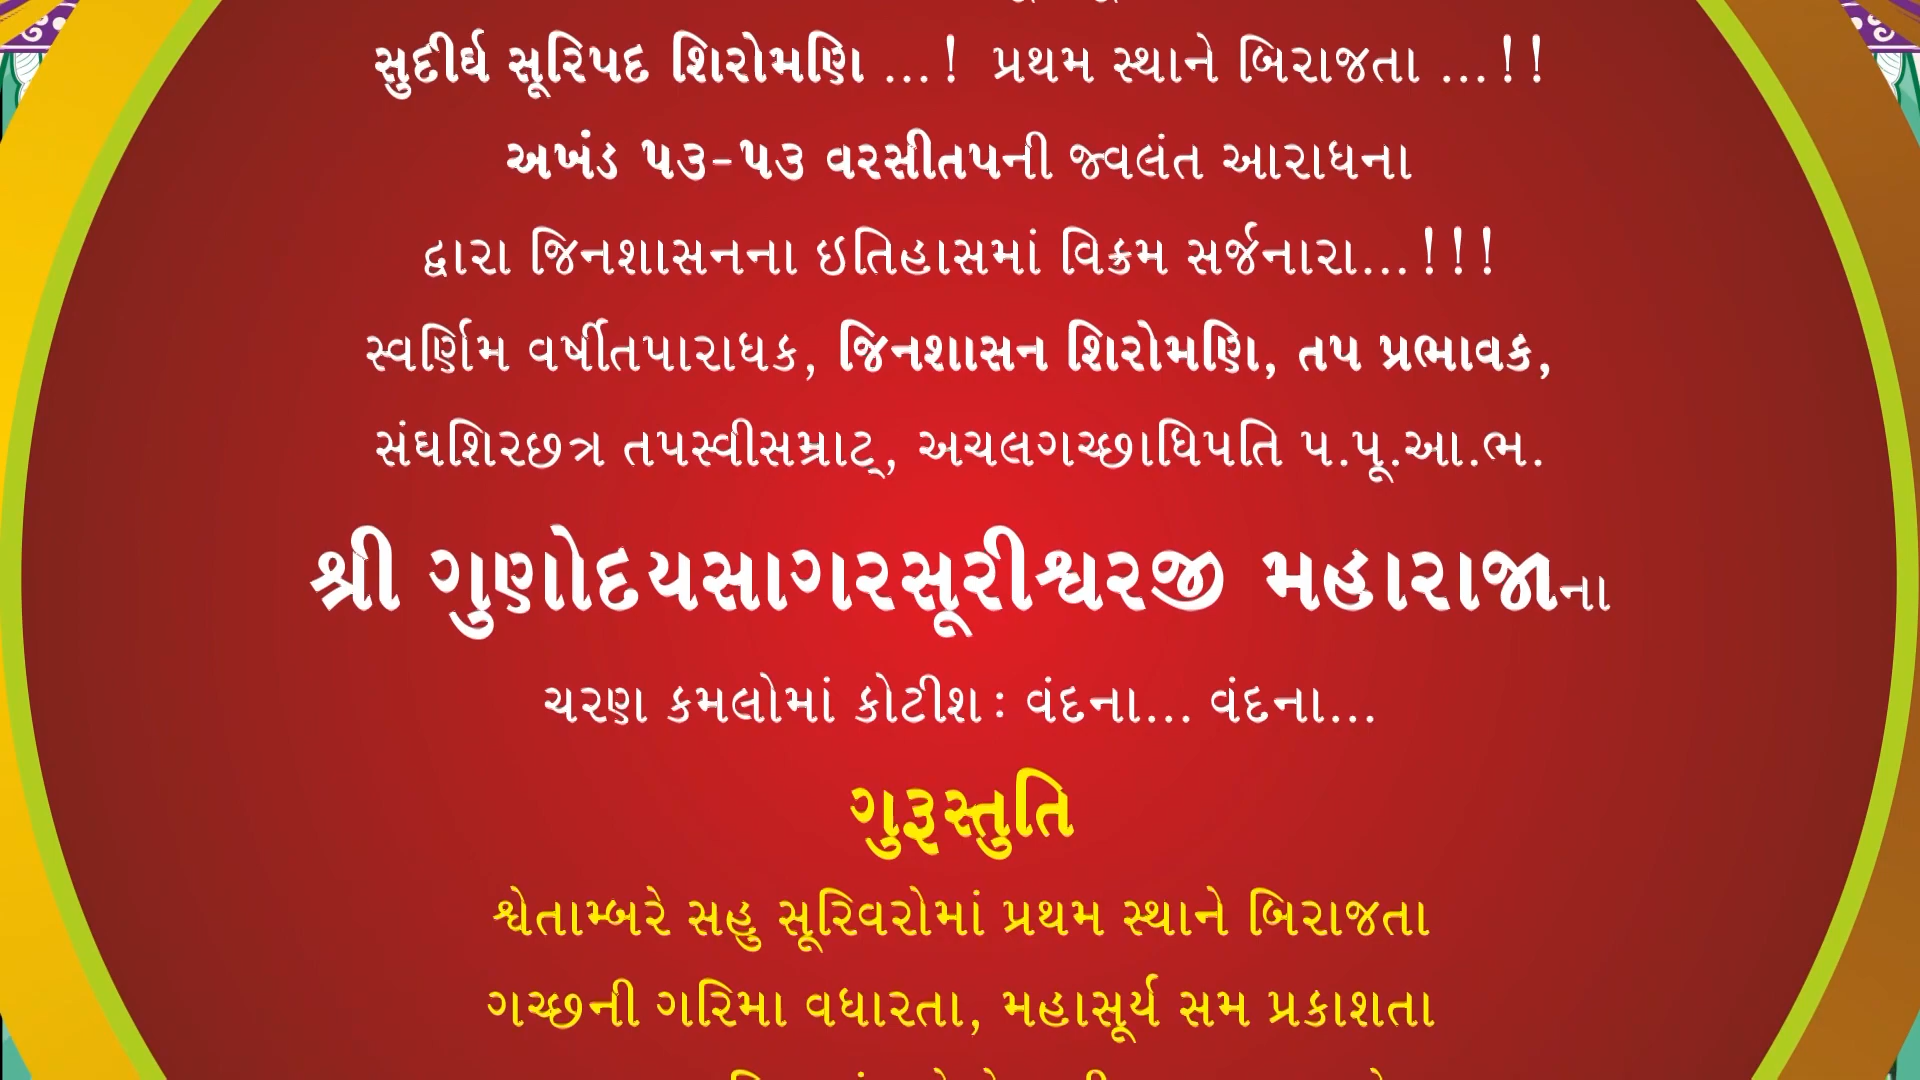 સુદીર્ઘ સૂરિપદ શિરોમણિ ...! પ્રથમ સ્થાને બિરાજતા ...!!
અખંડ ૫૩-૫૩ વરસીતપની જ્વલંત આરાધના
દ્વારા જિનશાસનના ઇતિહાસમાં વિક્રમ સર્જનારા...!!!
સ્વર્ણિમ વર્ષીતપારાધક, જિનશાસન શિરોમણિ, તપ પ્રભાવક,
સંઘશિરછત્ર તપસ્વીસમ્રાટ્, અચલગચ્છાધિપતિ પ.પૂ.આ.ભ.
શ્રી ગુણોદયસાગરસૂરીશ્વરજી મહારાજાના
ચરણ કમલોમાં કોટીશઃ વંદના... વંદના...
ગુરૂસ્તુતિ
શ્વેતામ્બરે સહુ સૂરિવરોમાં પ્રથમ સ્થાને બિરાજતા
ગચ્છની ગરિમા વધારતા, મહાસૂર્ય સમ પ્રકાશતા